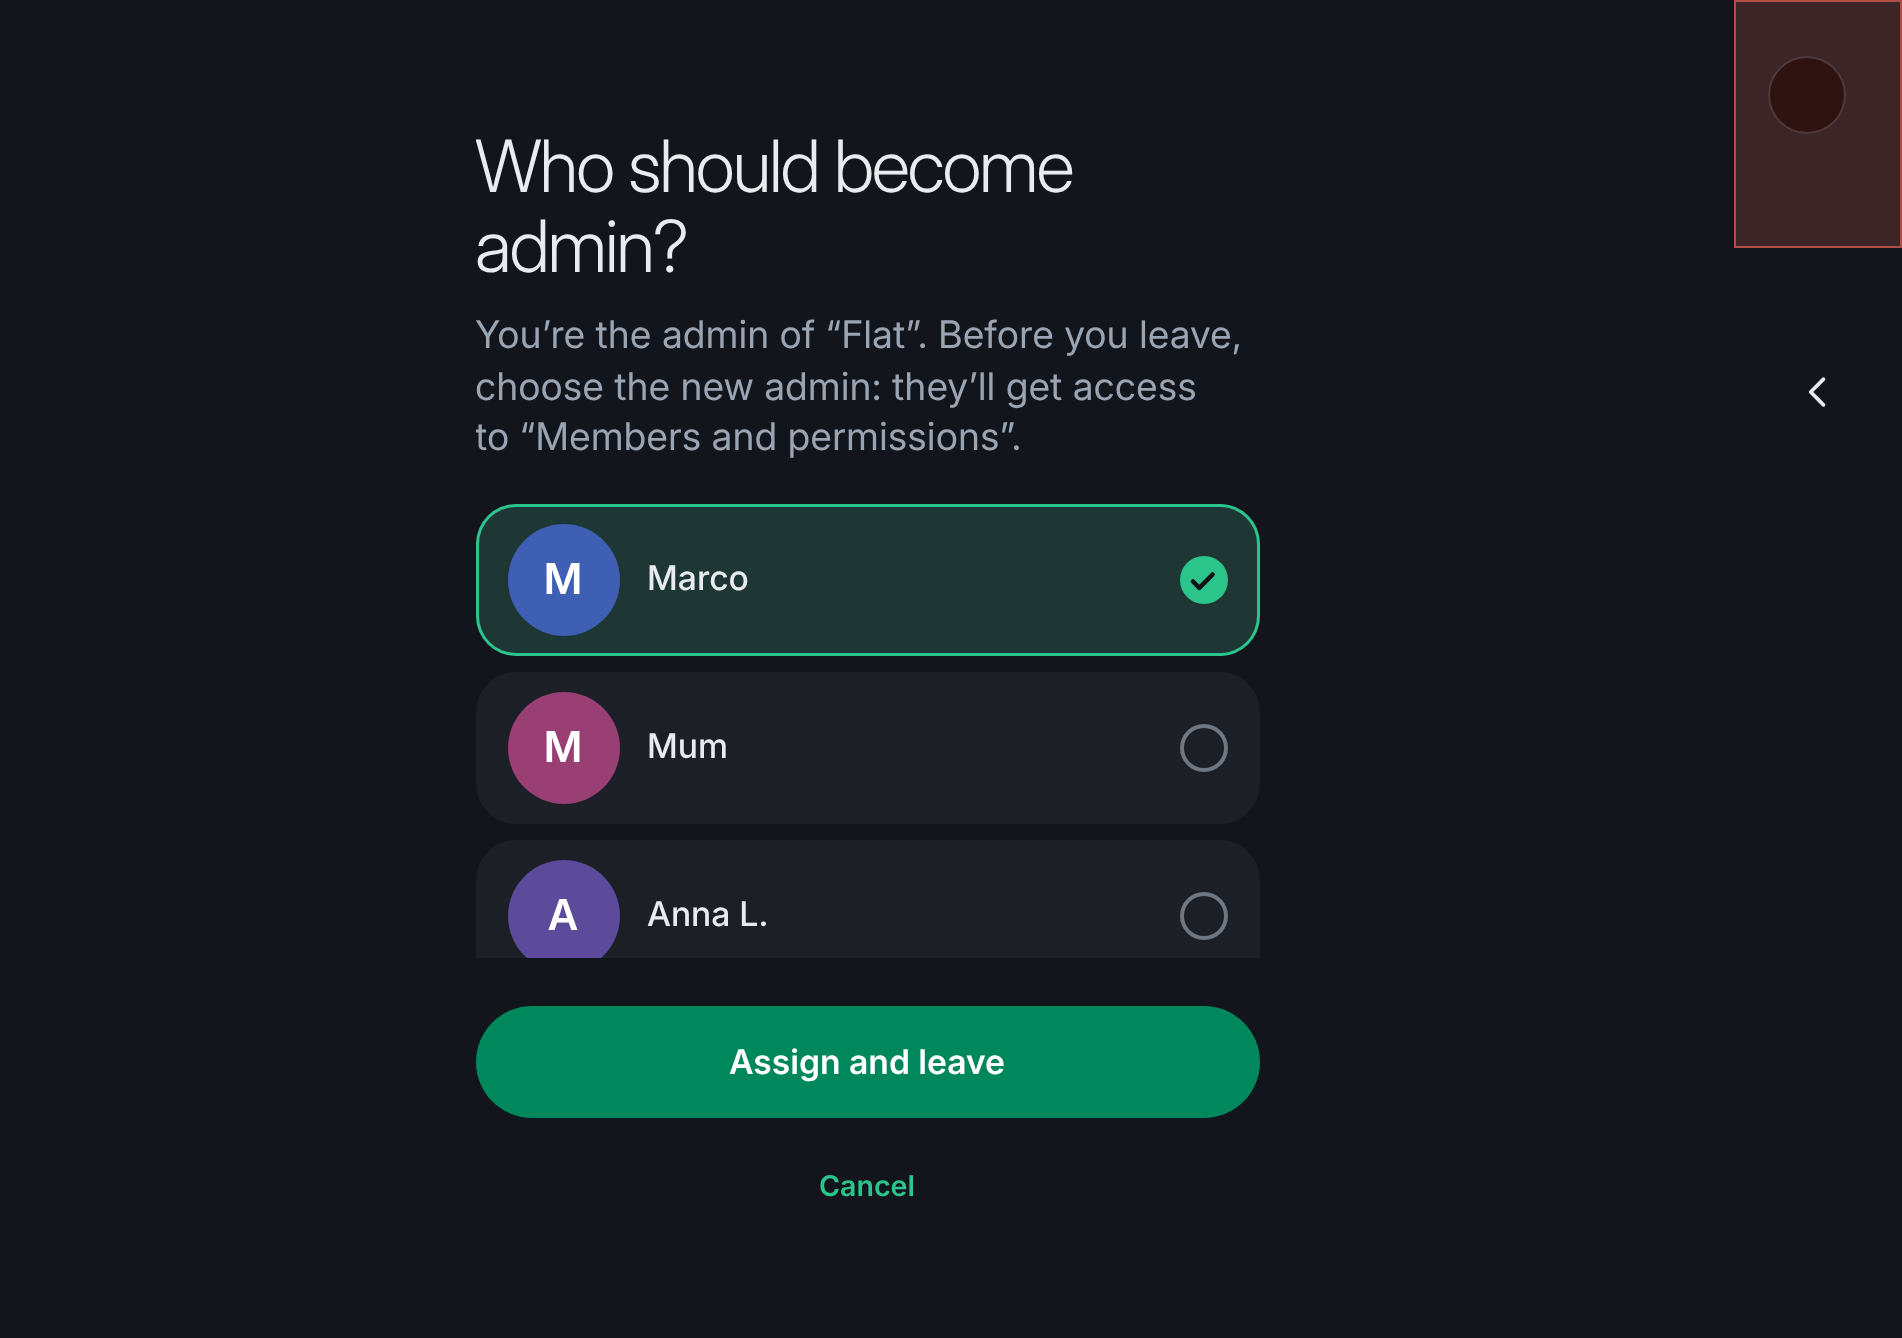 Who should become
admin?
You’re the admin of “Flat”. Before you leave,
choose the new admin: they’ll get access
to “Members and permissions”.
M Marco
M Mum
A Anna L.
Assign and leave
Cancel